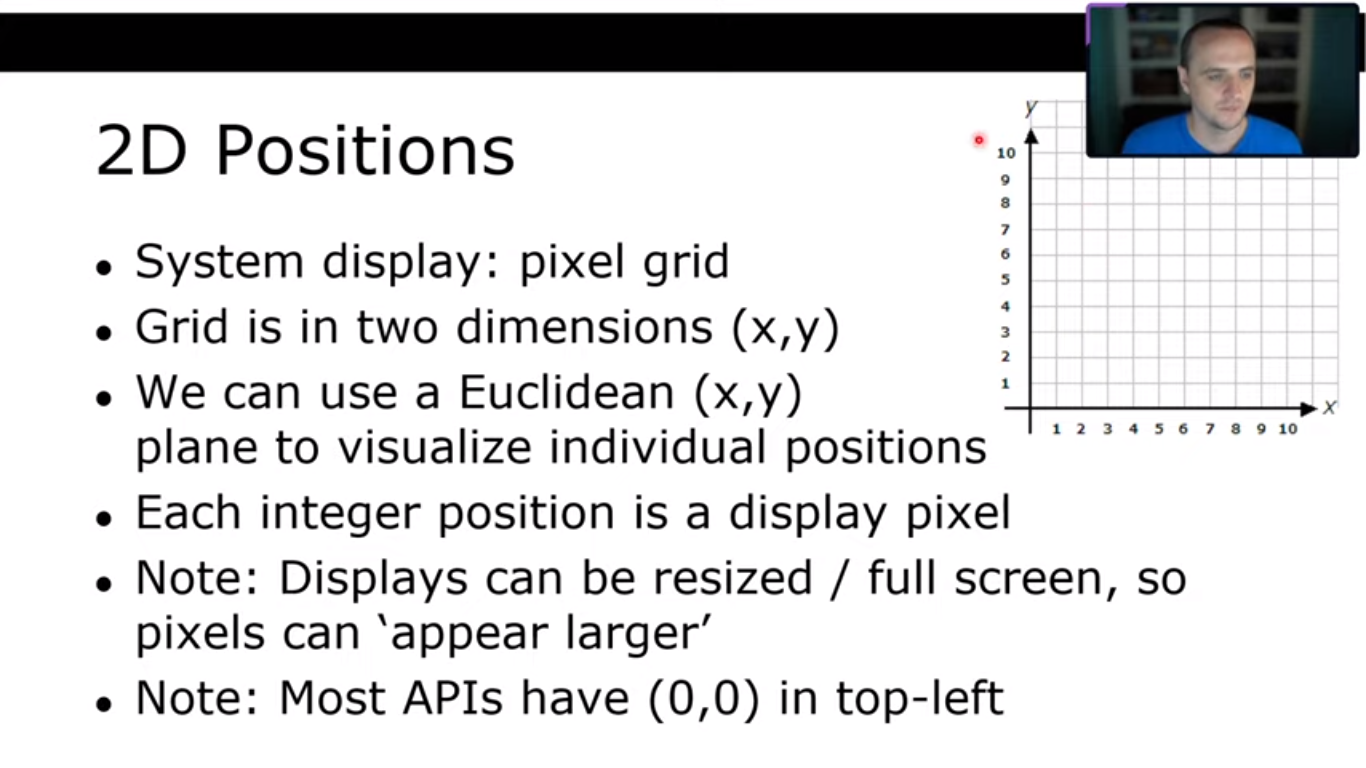 2D Positions
• System display: pixel grid
• Grid is in two dimensions (x,y)
• We can use a Euclidean (x,y)
plane to visualize individual positions
• Each integer position is a display pixel
• Note: Displays can be resized / full screen, so
pixels can ‘appear larger’
• Note: Most APIs have (0,0) in top-left
y
10
9
8
7
6
5
4
3
2
1
x
1 2 3 4 5 6 7 8 9 10